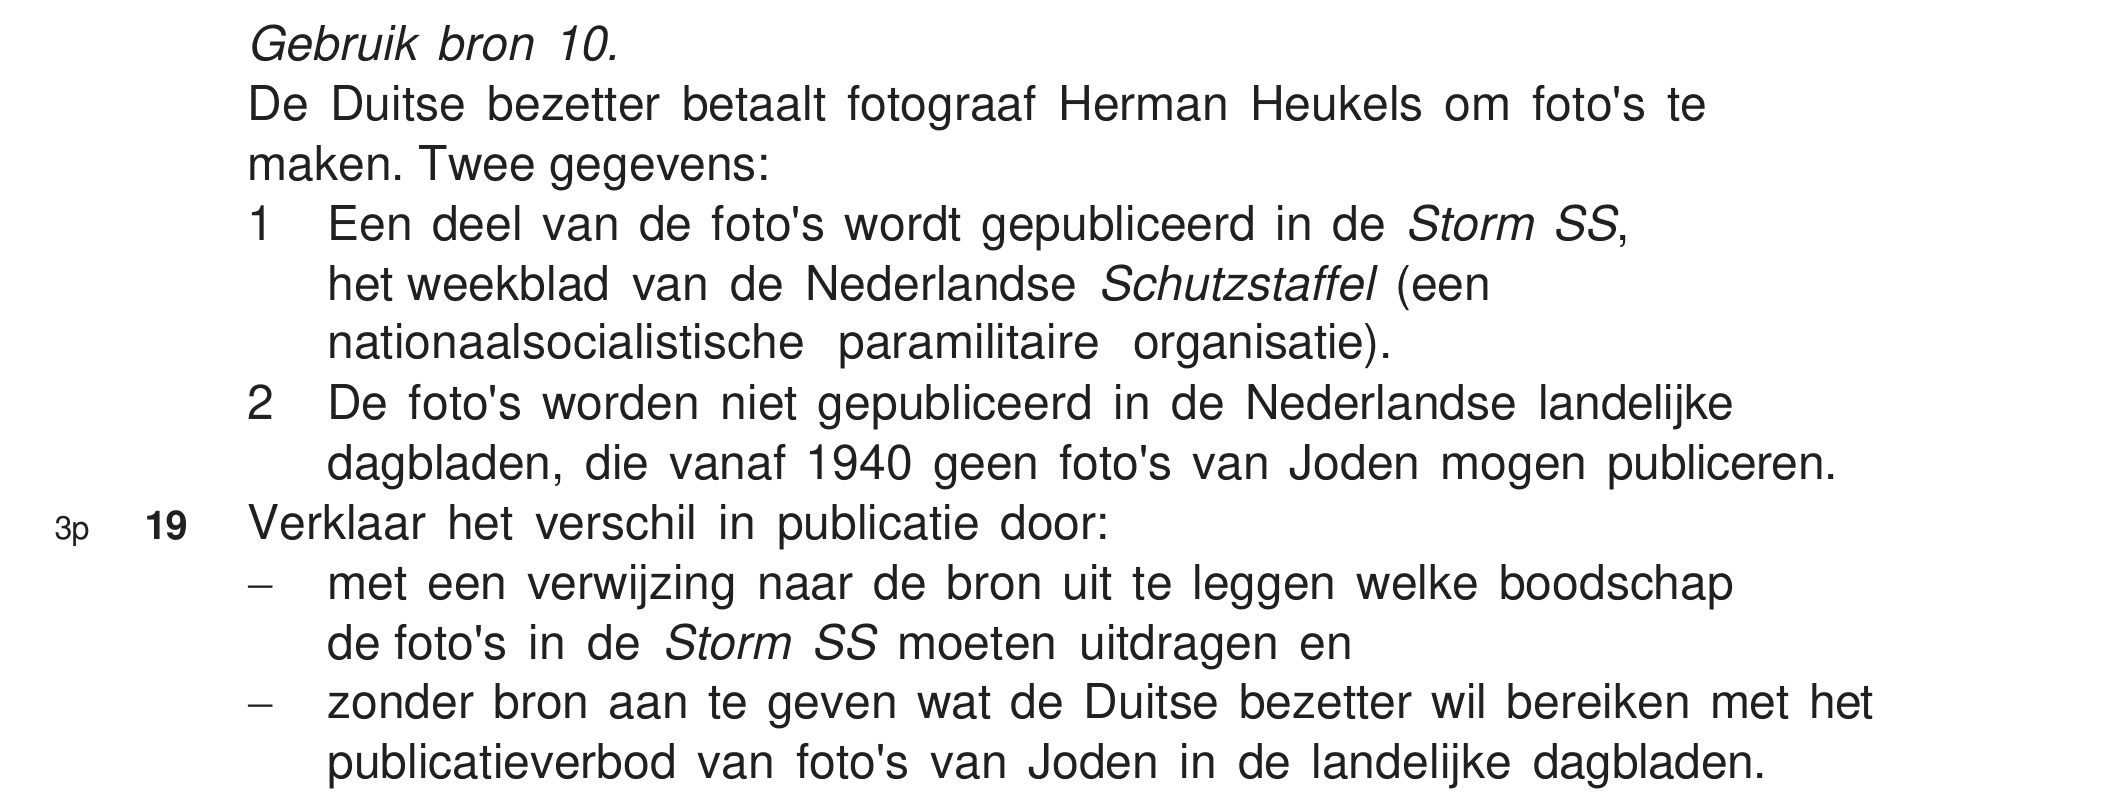 Gebruik bron 10.
De Duitse bezetter betaalt fotograaf Herman Heukels om foto's te
maken. Twee gegevens:
1 Een deel van de foto's wordt gepubliceerd in de Storm SS,
het weekblad van de Nederlandse Schutzstaffel (een
nationaalsocialistische paramilitaire organisatie).
2 De foto's worden niet gepubliceerd in de Nederlandse landelijke
dagbladen, die vanaf 1940 geen foto's van Joden mogen publiceren.
3p 19 Verklaar het verschil in publicatie door:
– met een verwijzing naar de bron uit te leggen welke boodschap
de foto's in de Storm SS moeten uitdragen en
– zonder bron aan te geven wat de Duitse bezetter wil bereiken met het
publicatieverbod van foto's van Joden in de landelijke dagbladen.